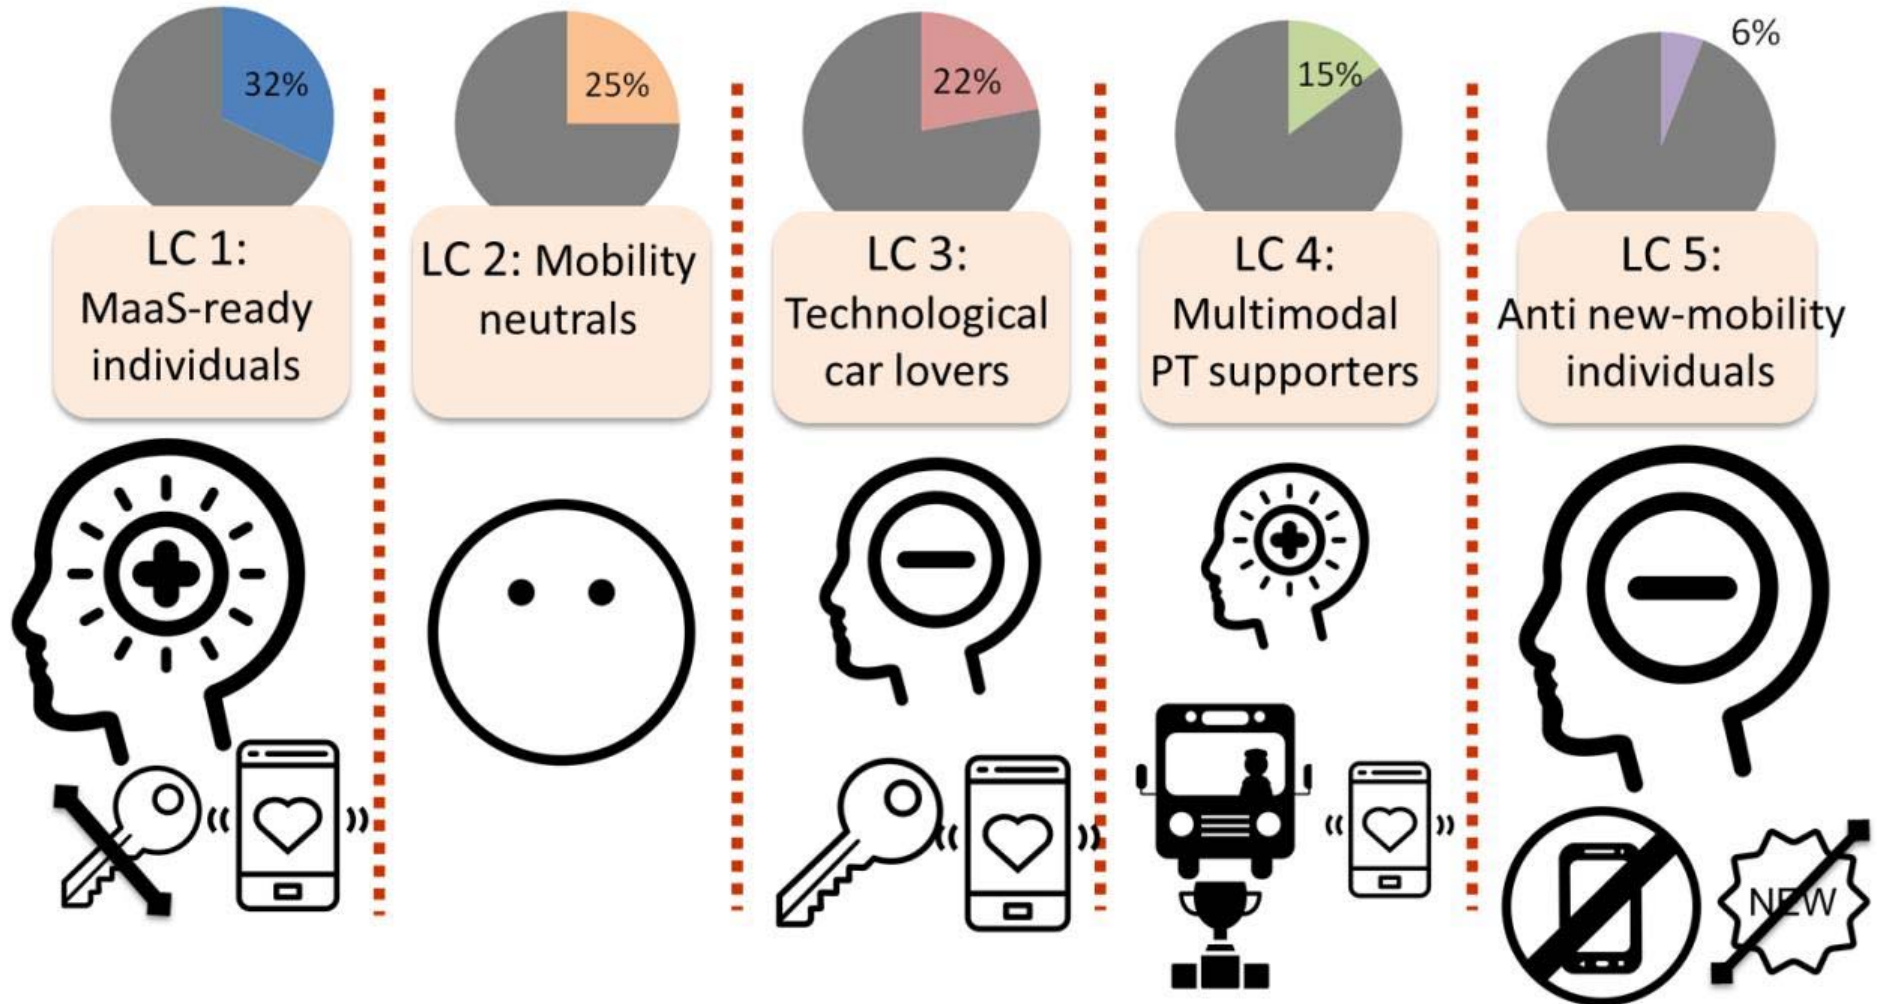 32%
25%
22%
15%
6%
LC 1:
MaaS-ready
individuals
LC 2: Mobility
neutrals
LC 3:
Technological
car lovers
LC 4:
Multimodal
PT supporters
LC 5:
Anti new-mobility
individuals
NEW